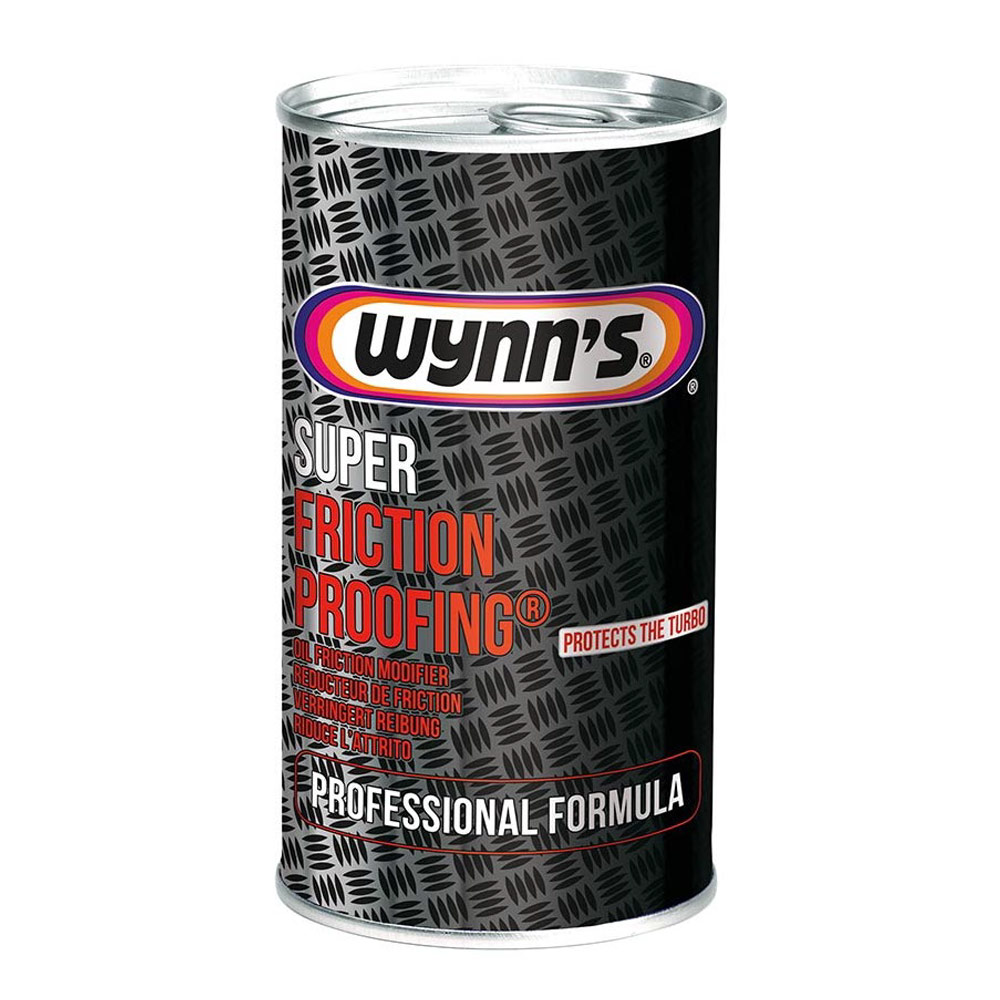 wynn's®
®
SUPER
FRICTION
PROOFING®
PROTECTS THE TURBO
OIL FRICTION MODIFIER
REDUCTEUR DE FRICTION
VERRINGERT REIBUNG
RIDUCE L'ATTRITO
PROFESSIONAL FORMULA